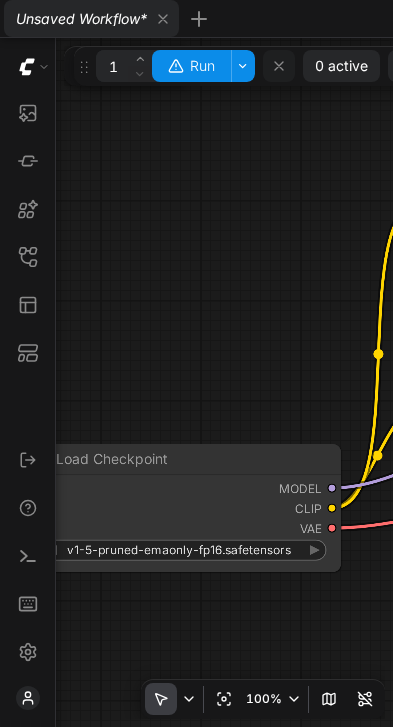 Unsaved Workflow*
1
Run
0 active
Load Checkpoint
MODEL
CLIP
VAE
v1-5-pruned-emaonly-fp16.safetensors
100%